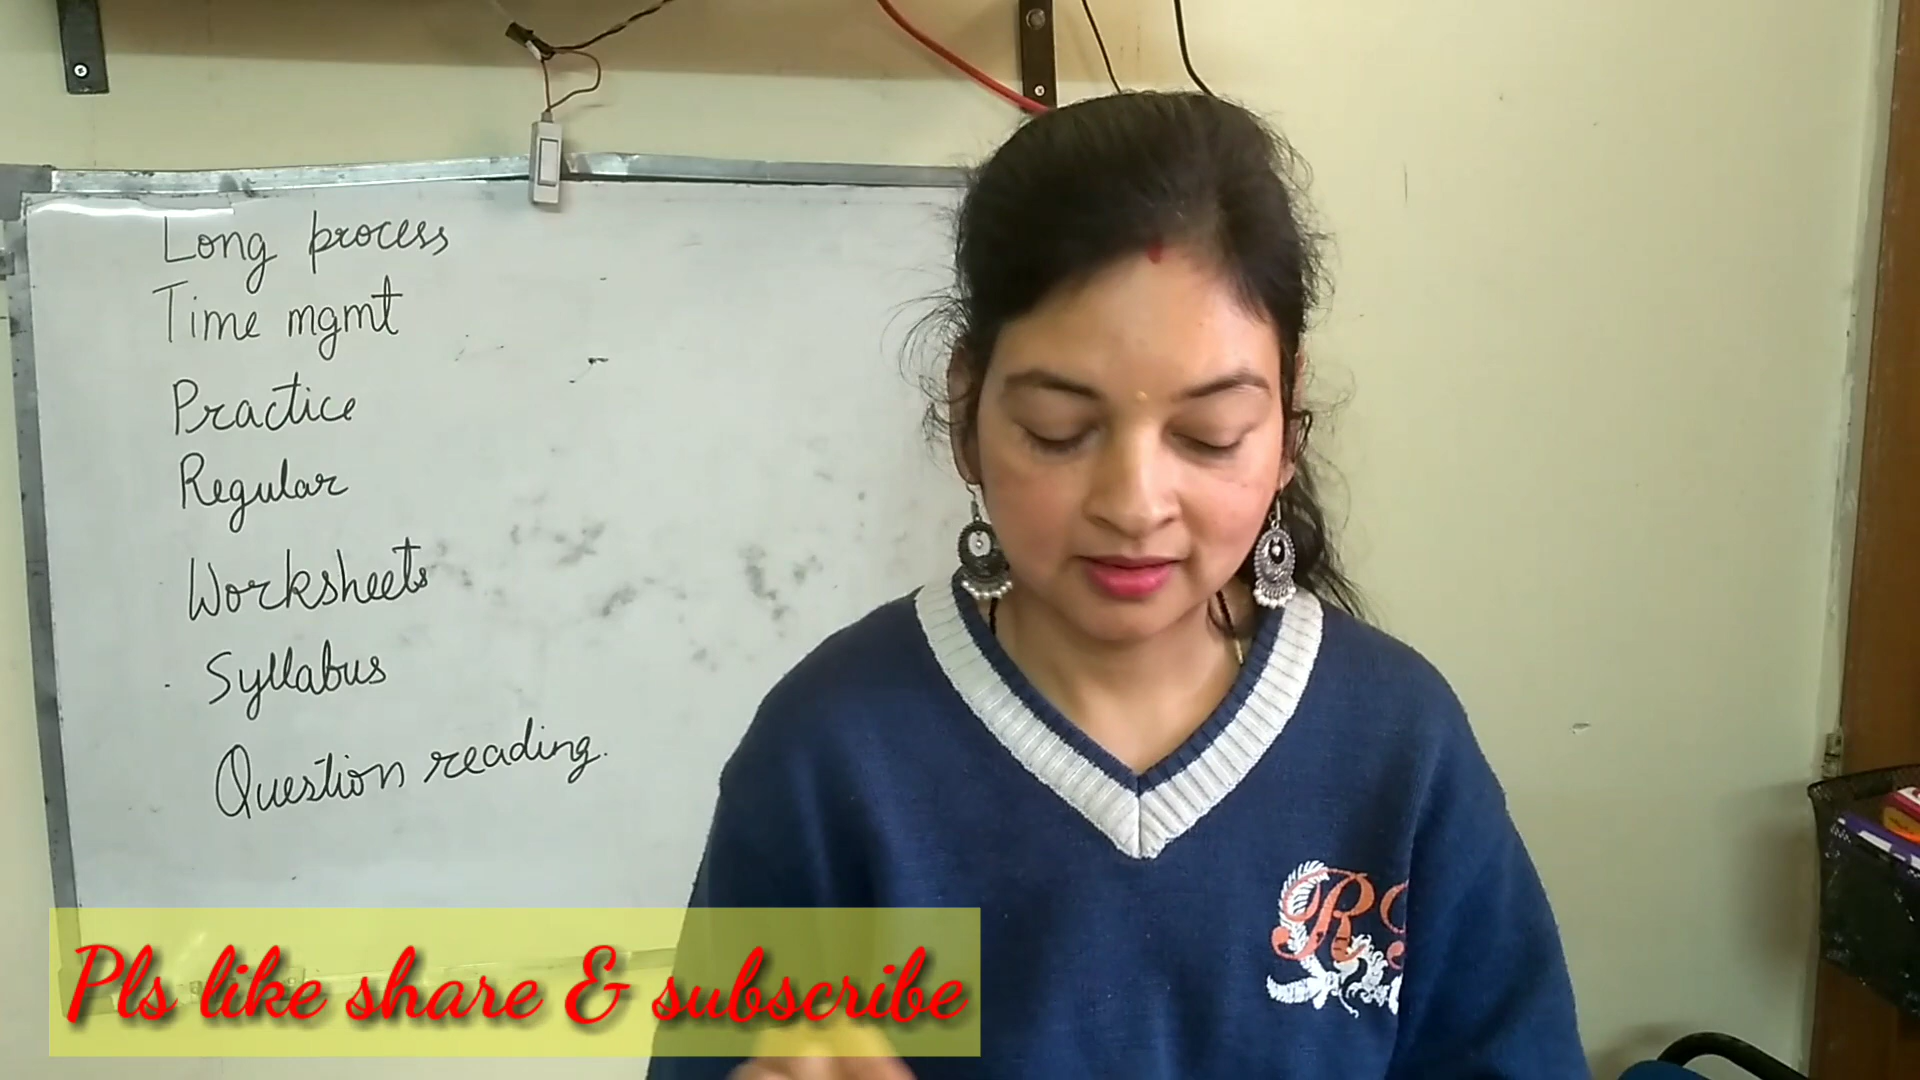 Long process
Time mgmt
Practice
Regular
Worksheets
Syllabus
Question reading.
Pls like share & subscribe